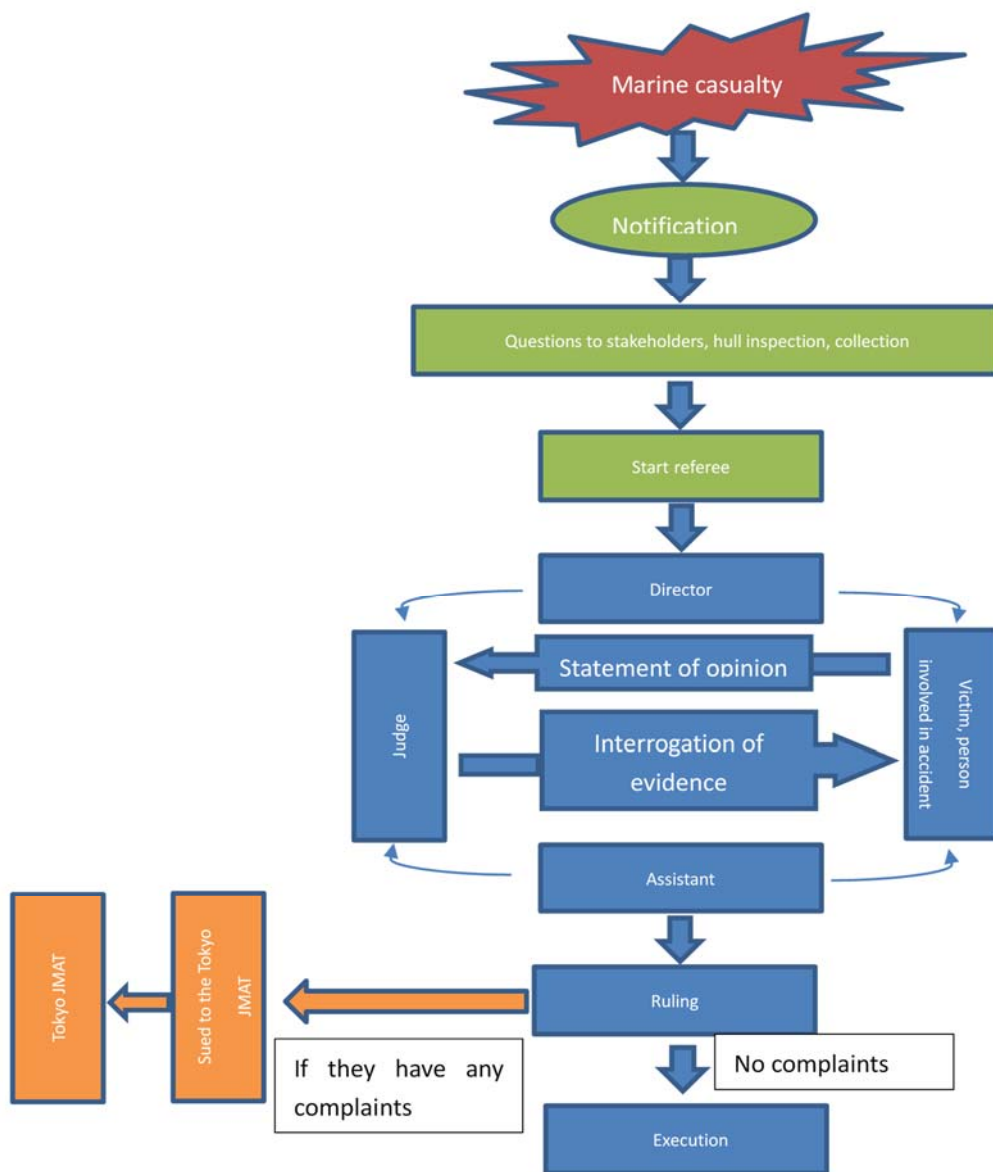 Marine casualty
Notification
Questions to stakeholders, hull inspection, collection
Start referee
Director
Judge
Statement of opinion
Interrogation of
evidence
Victim, person
involved in accident
Assistant
Tokyo JMAT
Sued to the Tokyo
JMAT
Ruling
If they have any
complaints
No complaints
Execution